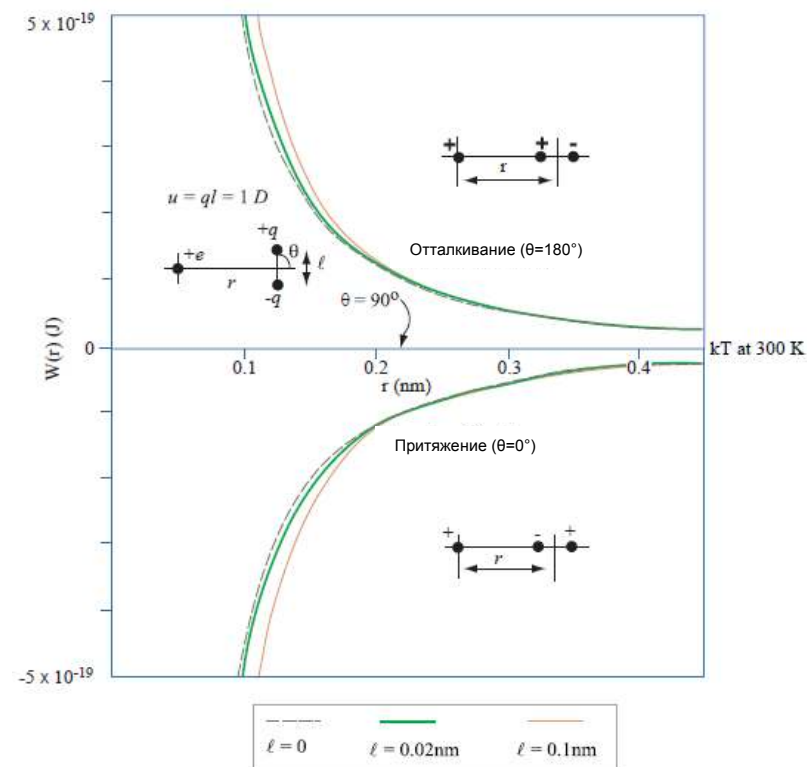 5 x 10⁻¹⁹
+ + -
r
u = ql = 1 D
+q
+e θ ℓ
r
-q
Отталкивание (θ=180°)
θ = 90º
W(r) (J)
0
kT at 300 K
0.1 0.2 0.3 0.4
r (nm)
Притяжение (θ=0°)
+ - +
r
-5 x 10⁻¹⁹
ℓ = 0 ℓ = 0.02nm ℓ = 0.1nm